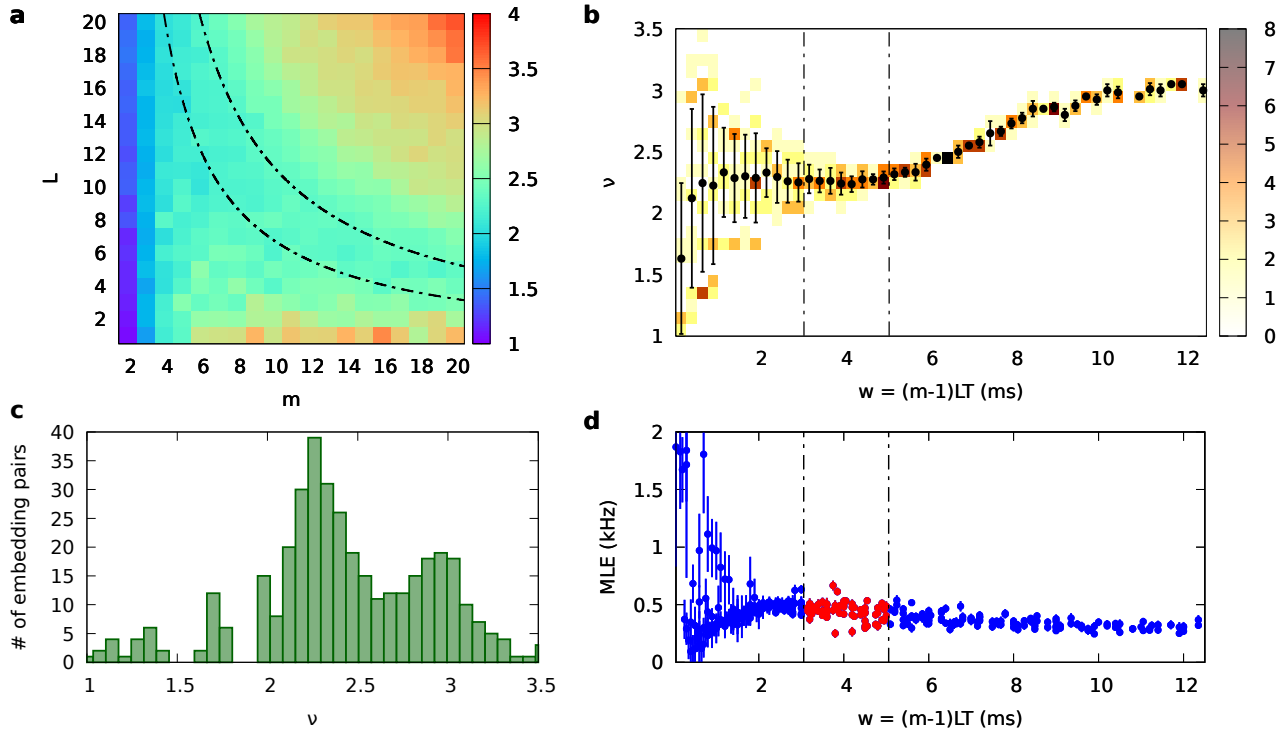 a
L
20
18
16
14
12
10
8
6
4
2
2 4 6 8 10 12 14 16 18 20
m
4
3.5
3
2.5
2
1.5
1
b
ν
3.5
3
2.5
2
1.5
1
2 4 6 8 10 12
w = (m-1)LT (ms)
8
7
6
5
4
3
2
1
0
c
# of embedding pairs
40
35
30
25
20
15
10
5
0
1 1.5 2 2.5 3 3.5
ν
d
MLE (kHz)
2
1.5
1
0.5
0
2 4 6 8 10 12
w = (m-1)LT (ms)